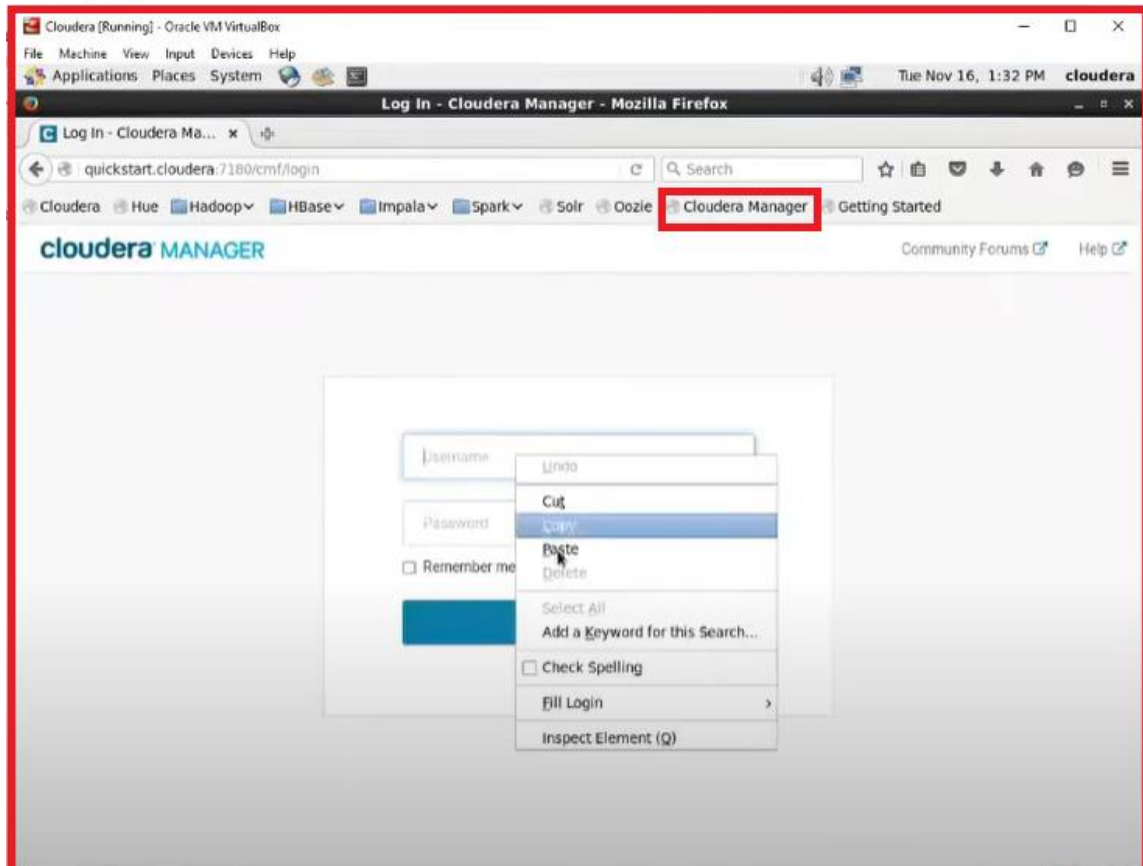 Cloudera [Running] - Oracle VM VirtualBox
File Machine View Input Devices Help
Applications Places System Tue Nov 16, 1:32 PM cloudera
Log In - Cloudera Manager - Mozilla Firefox
Log In - Cloudera Ma...
quickstart.cloudera:7180/cmf/login Search
Cloudera Hue Hadoop HBase Impala Spark Solr Oozie Cloudera Manager Getting Started
cloudera MANAGER Community Forums Help
Username
Undo
Cut
Password Copy
Paste
Remember me Delete
Select All
Add a Keyword for this Search...
Check Spelling
Fill Login
Inspect Element (Q)